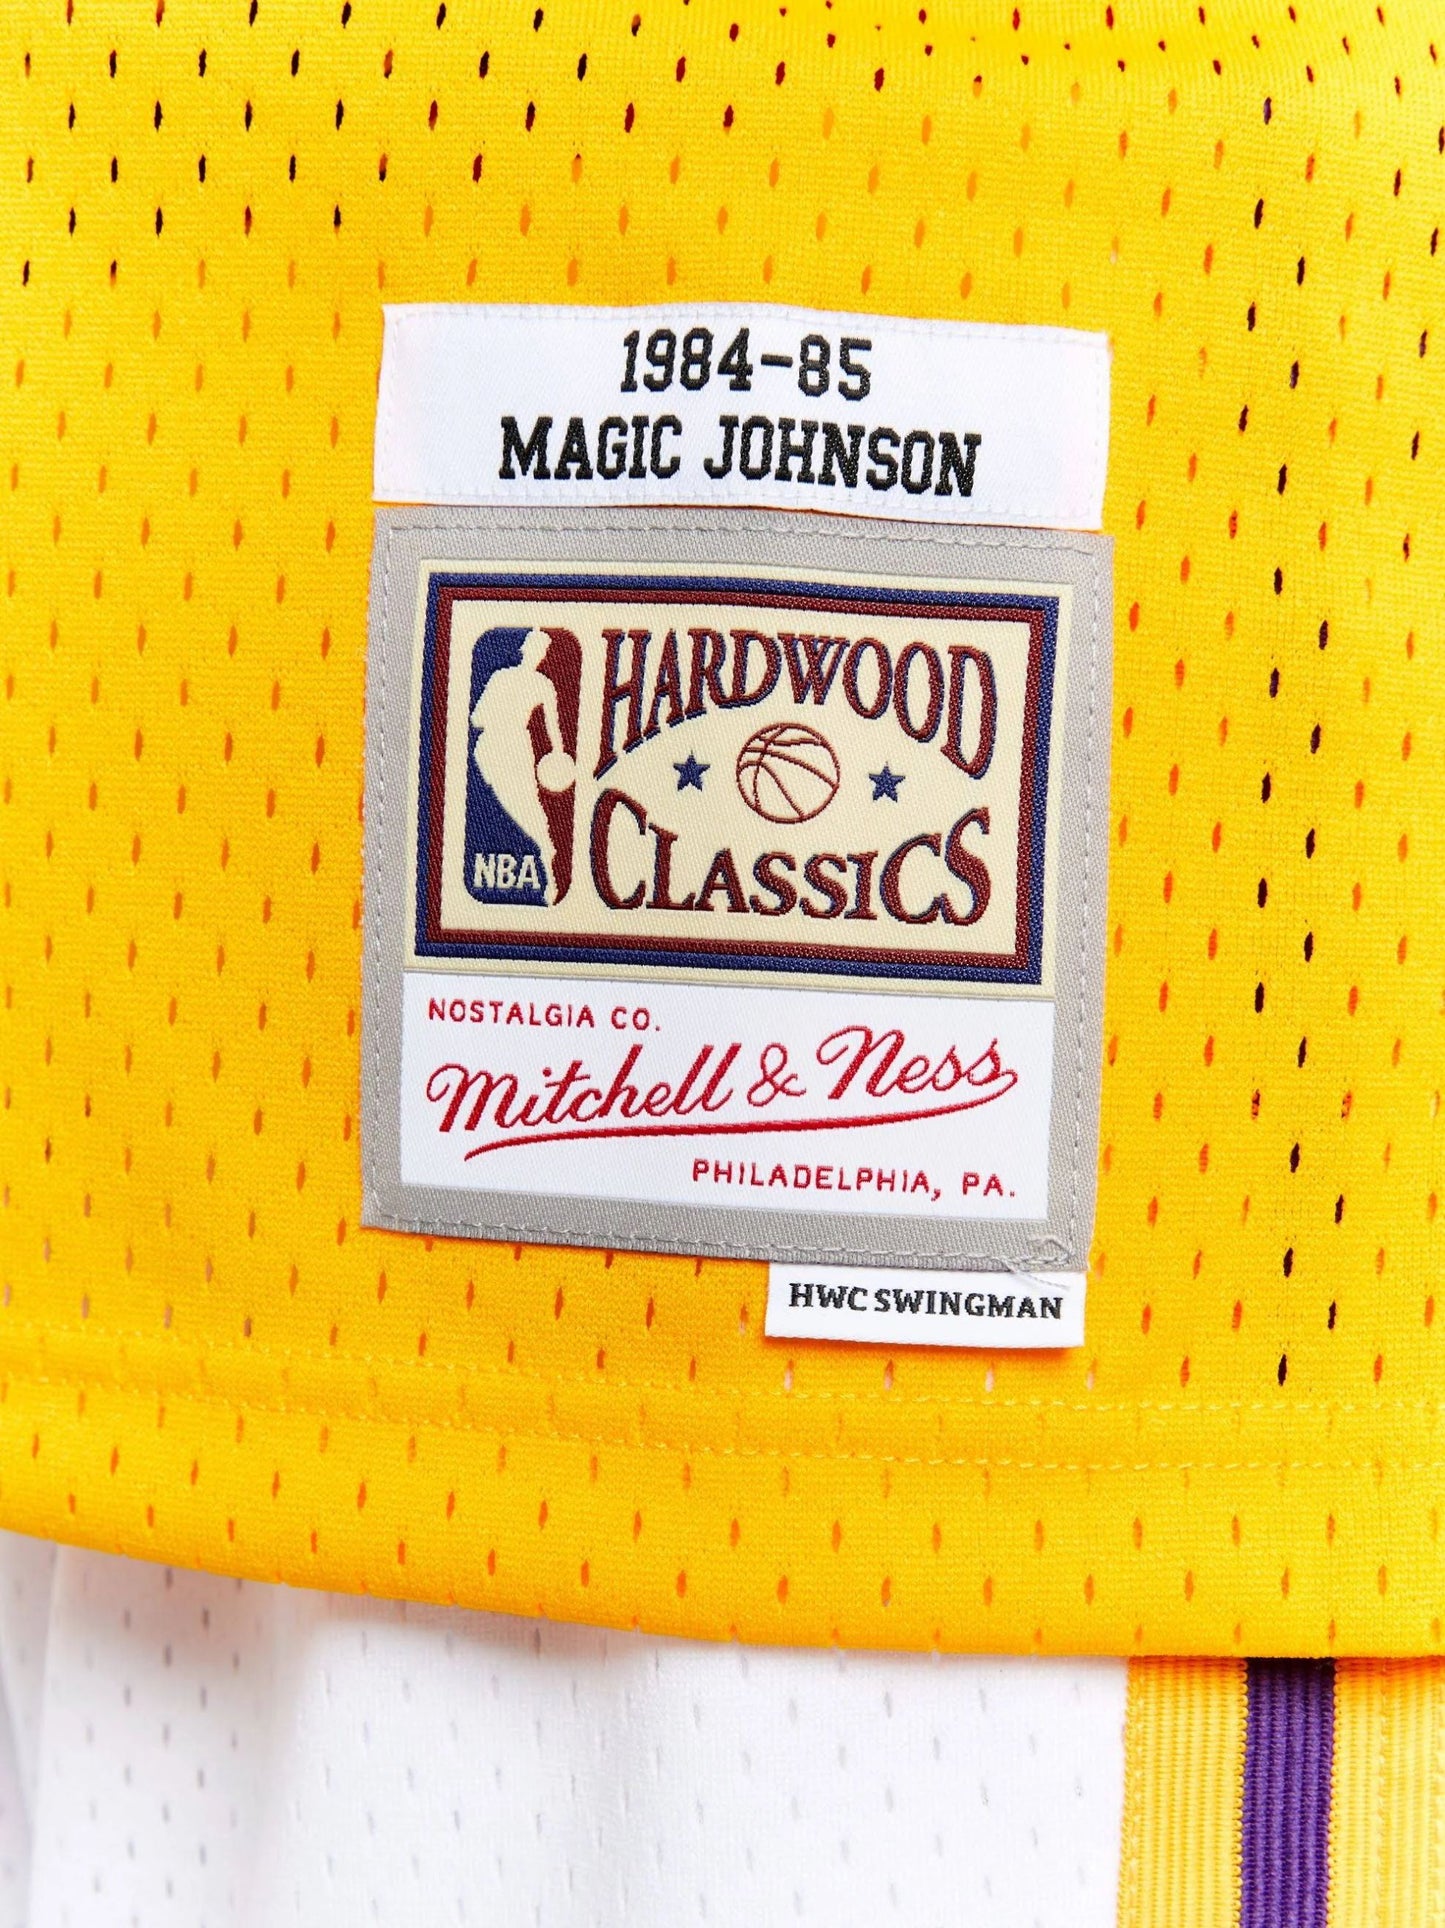 1984-85
MAGIC JOHNSON
HARDWOOD
CLASSICS
NBA
NOSTALGIA CO.
Mitchell & Ness
PHILADELPHIA, PA.
HWC SWINGMAN